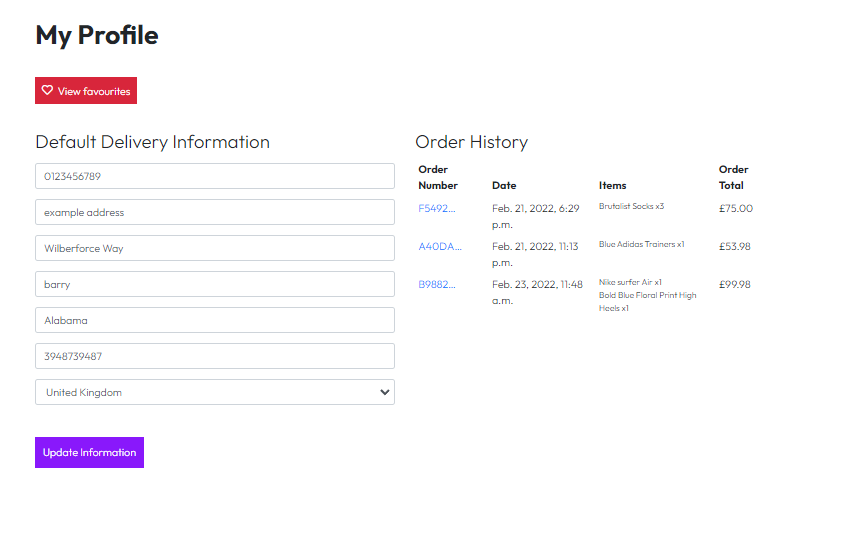 My Profile
View favourites
Default Delivery Information
0123456789
example address
Wilberforce Way
barry
Alabama
3948739487
United Kingdom
Update Information
Order History
Order Number Date Items Order Total
F5492... Feb. 21, 2022, 6:29 p.m. Brutalist Socks x3 £75.00
A40DA... Feb. 21, 2022, 11:13 p.m. Blue Adidas Trainers x1 £53.98
B9882... Feb. 23, 2022, 11:48 a.m. Nike surfer Air x1 Bold Blue Floral Print High Heels x1 £99.98